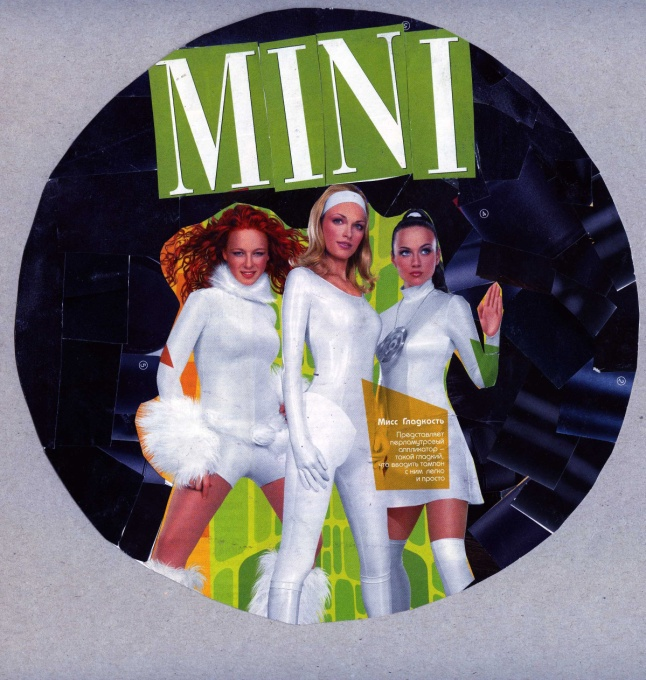 MINI
Мисс Гладкость
Представляет
перламутровый
аппликатор –
такой гладкий,
что вводить тампон
с ним легко
и просто